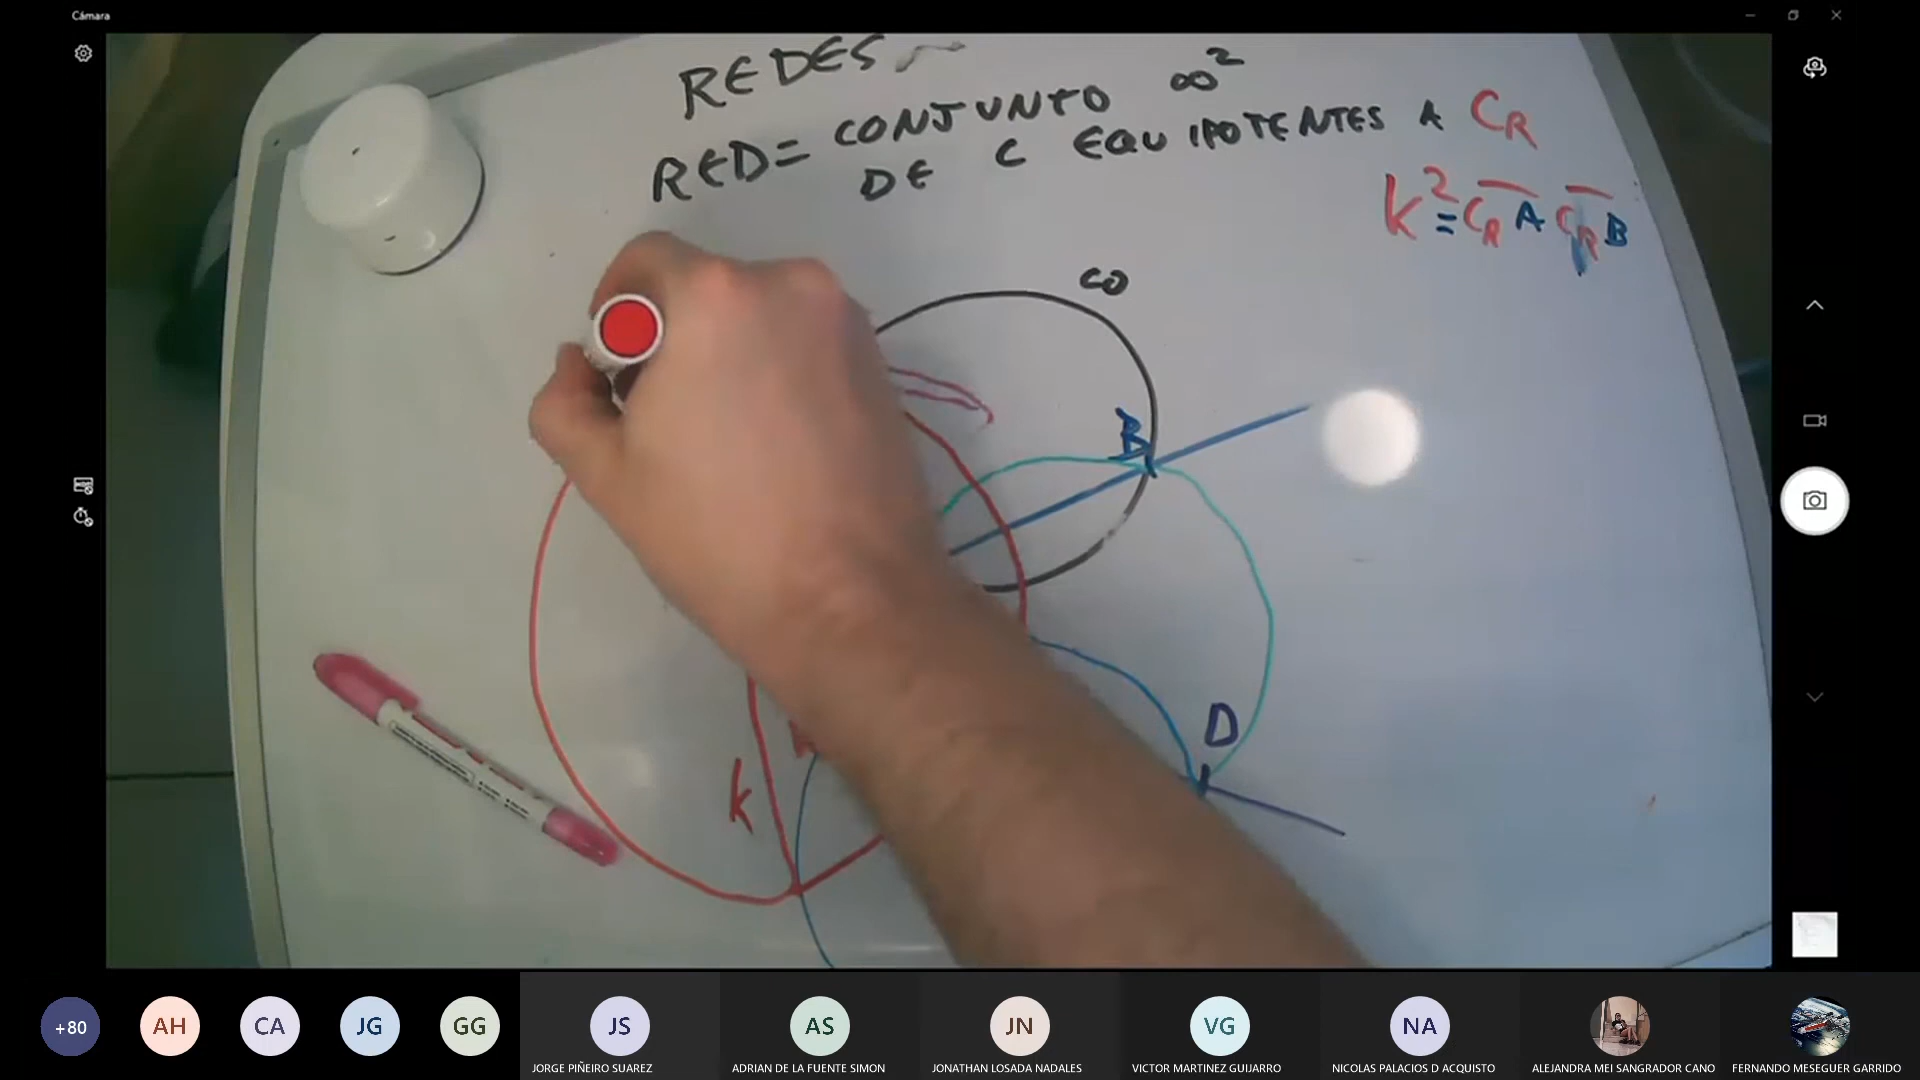 Cámara
REDES
RED= CONJUNTO ∞²
DE C EQUIPOTENTES A CR
K²=CR A CR B
CO
B
D
K
+80
AH
CA
JG
GG
JS
AS
JN
VG
NA
JORGE PIÑEIRO SUAREZ
ADRIAN DE LA FUENTE SIMON
JONATHAN LOSADA NADALES
VICTOR MARTINEZ GUIJARRO
NICOLAS PALACIOS D ACQUISTO
ALEJANDRA MEI SANGRADOR CANO
FERNANDO MESEGUER GARRIDO